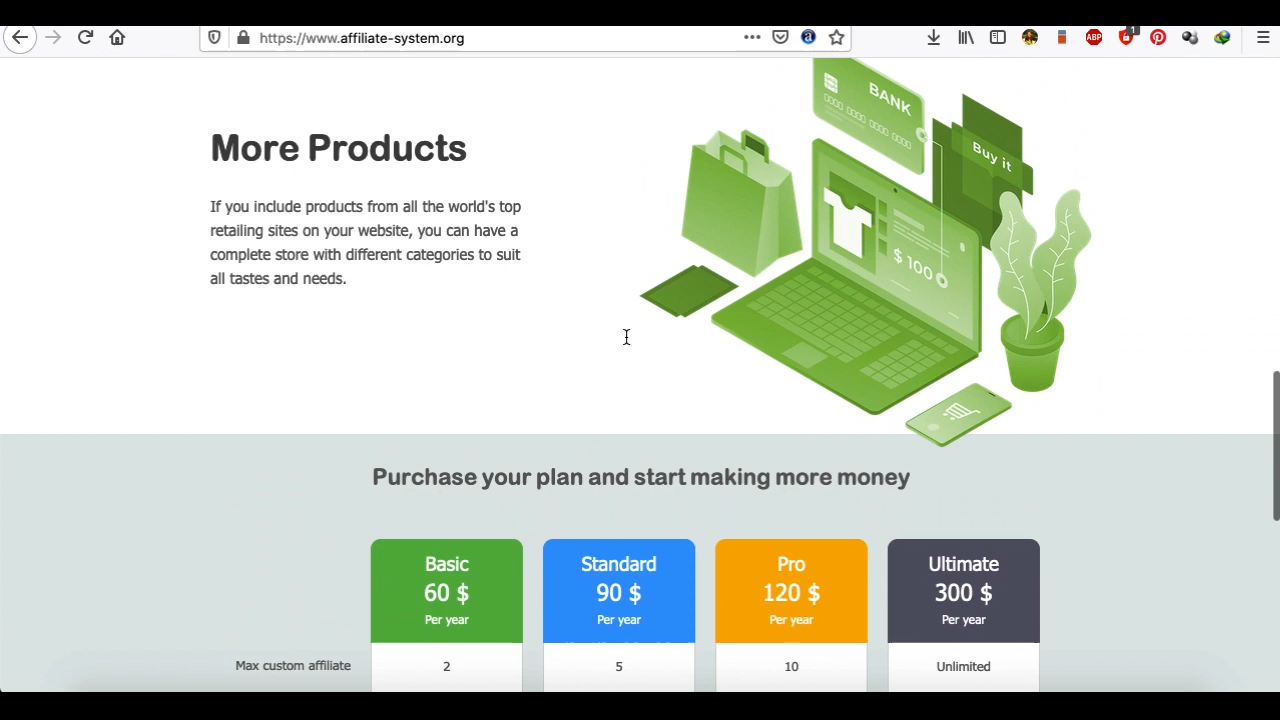 https://www.affiliate-system.org
ABP
1
BANK
Buy it
$ 100
More Products
If you include products from all the world's top
retailing sites on your website, you can have a
complete store with different categories to suit
all tastes and needs.
Purchase your plan and start making more money
Basic
60 $
Per year
Standard
90 $
Per year
Pro
120 $
Per year
Ultimate
300 $
Per year
Max custom affiliate
2
5
10
Unlimited